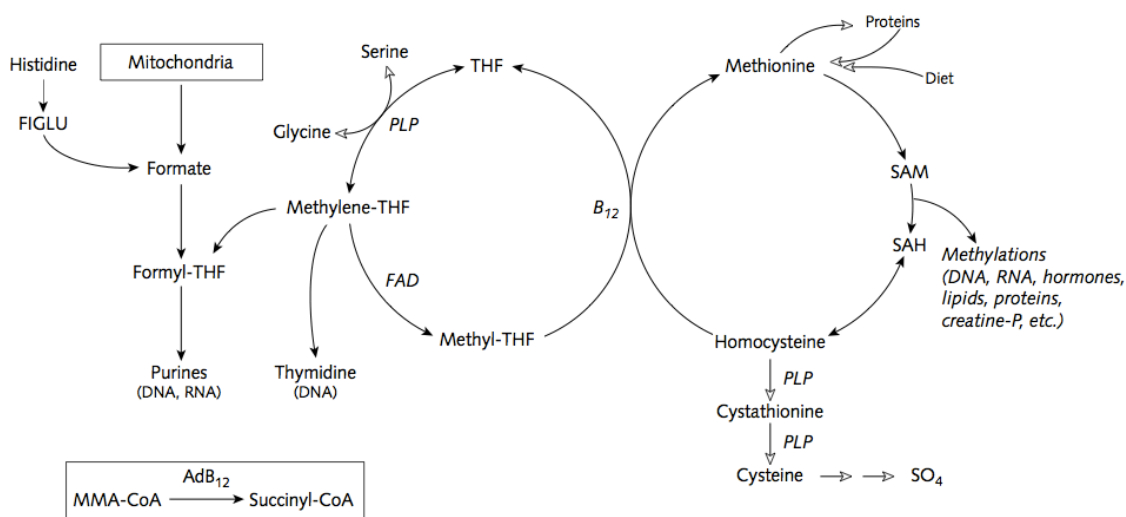 Proteins
Serine
Mitochondria
Histidine
THF
Methionine
Diet
FIGLU
Glycine
PLP
Formate
SAM
Methylene-THF
B12
SAH
Methylations
(DNA, RNA, hormones,
lipids, proteins,
creatine-P, etc.)
Formyl-THF
FAD
Methyl-THF
Homocysteine
Purines
(DNA, RNA)
Thymidine
(DNA)
PLP
Cystathionine
PLP
AdB12
Cysteine
SO4
MMA-CoA
Succinyl-CoA